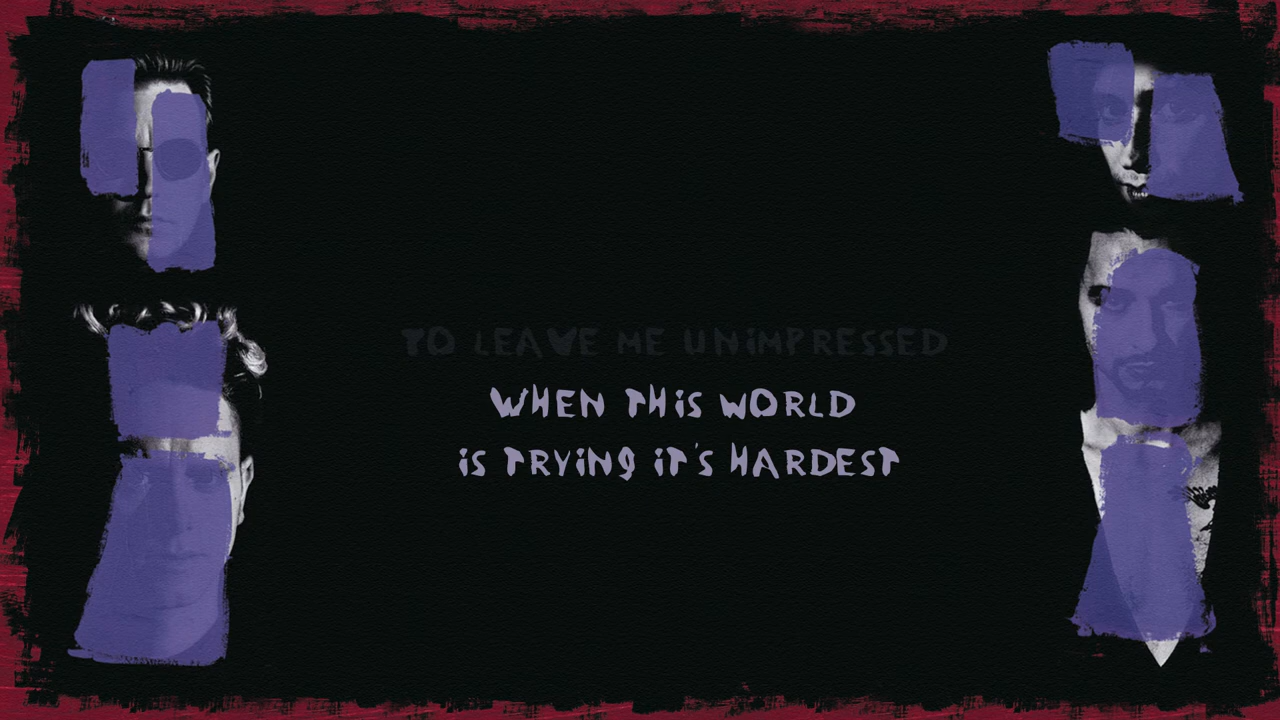 TO LEAVE ME UNIMPRESSED
WHEN THIS WORLD
IS TRYING IT'S HARDEST